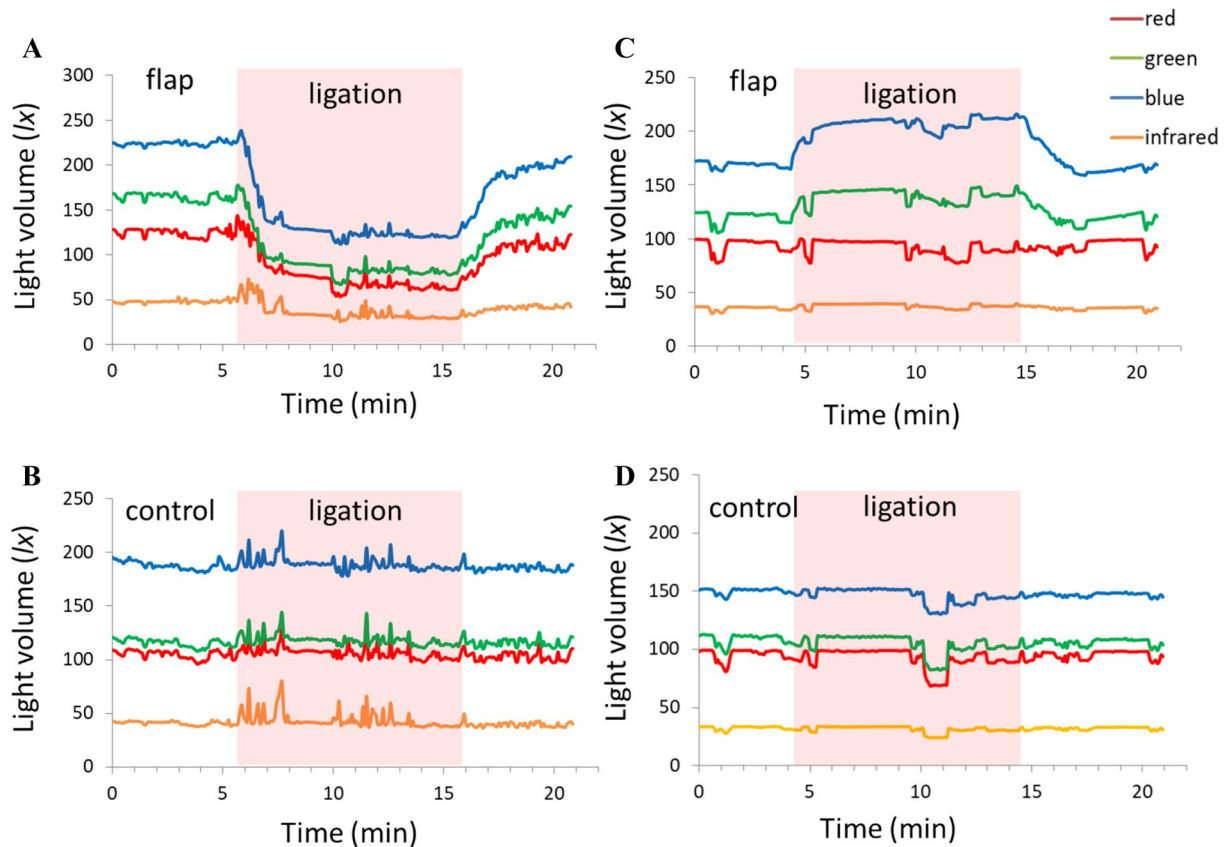 A
flap
ligation
Light volume (lx)
300
250
200
150
100
50
0
0 5 10 15 20
Time (min)
C
flap
ligation
Light volume (lx)
250
200
150
100
50
0
0 5 10 15 20
Time (min)
red
green
blue
infrared
B
control
ligation
Light volume (lx)
250
200
150
100
50
0
0 5 10 15 20
Time (min)
D
control
ligation
Light volume (lx)
250
200
150
100
50
0
0 5 10 15 20
Time (min)